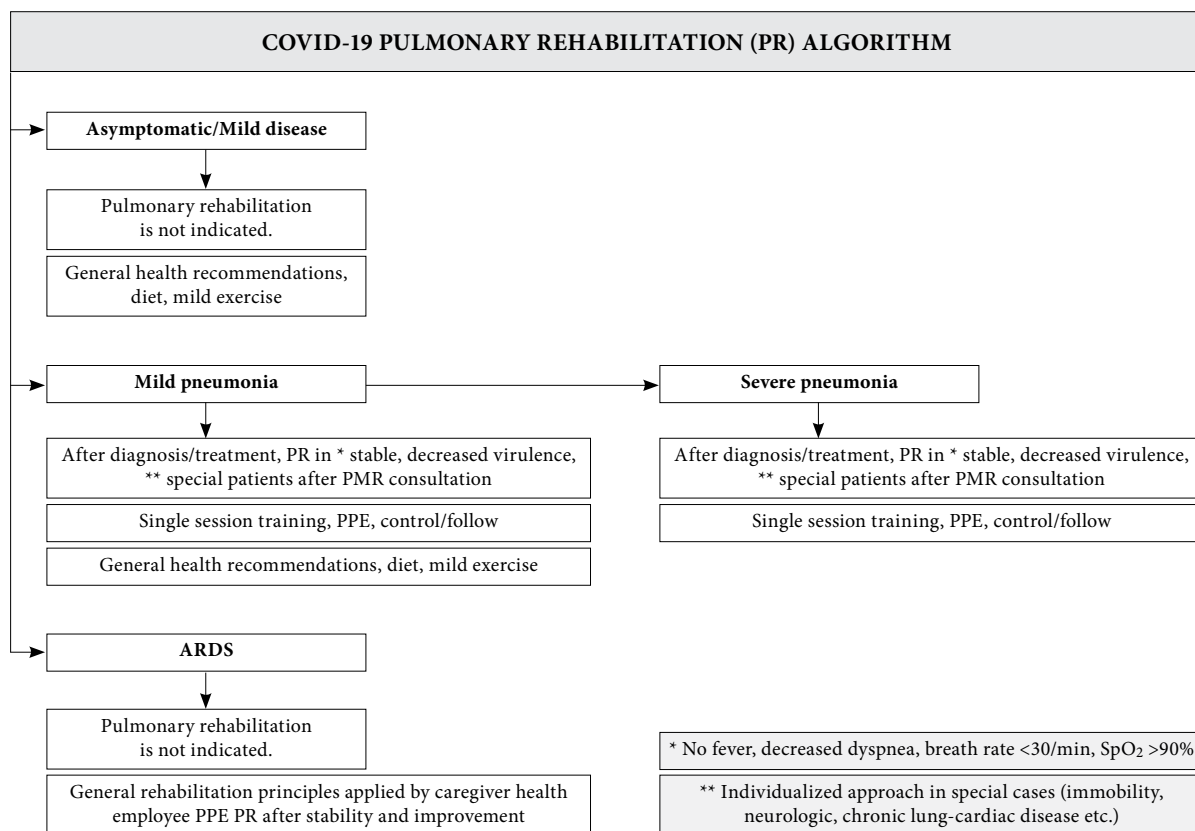 COVID-19 PULMONARY REHABILITATION (PR) ALGORITHM
Asymptomatic/Mild disease
Pulmonary rehabilitation
is not indicated.
General health recommendations,
diet, mild exercise
Mild pneumonia
After diagnosis/treatment, PR in * stable, decreased virulence,
** special patients after PMR consultation
Single session training, PPE, control/follow
General health recommendations, diet, mild exercise
Severe pneumonia
After diagnosis/treatment, PR in * stable, decreased virulence,
** special patients after PMR consultation
Single session training, PPE, control/follow
ARDS
Pulmonary rehabilitation
is not indicated.
General rehabilitation principles applied by caregiver health
employee PPE PR after stability and improvement
* No fever, decreased dyspnea, breath rate <30/min, SpO₂ >90%
** Individualized approach in special cases (immobility,
neurologic, chronic lung-cardiac disease etc.)